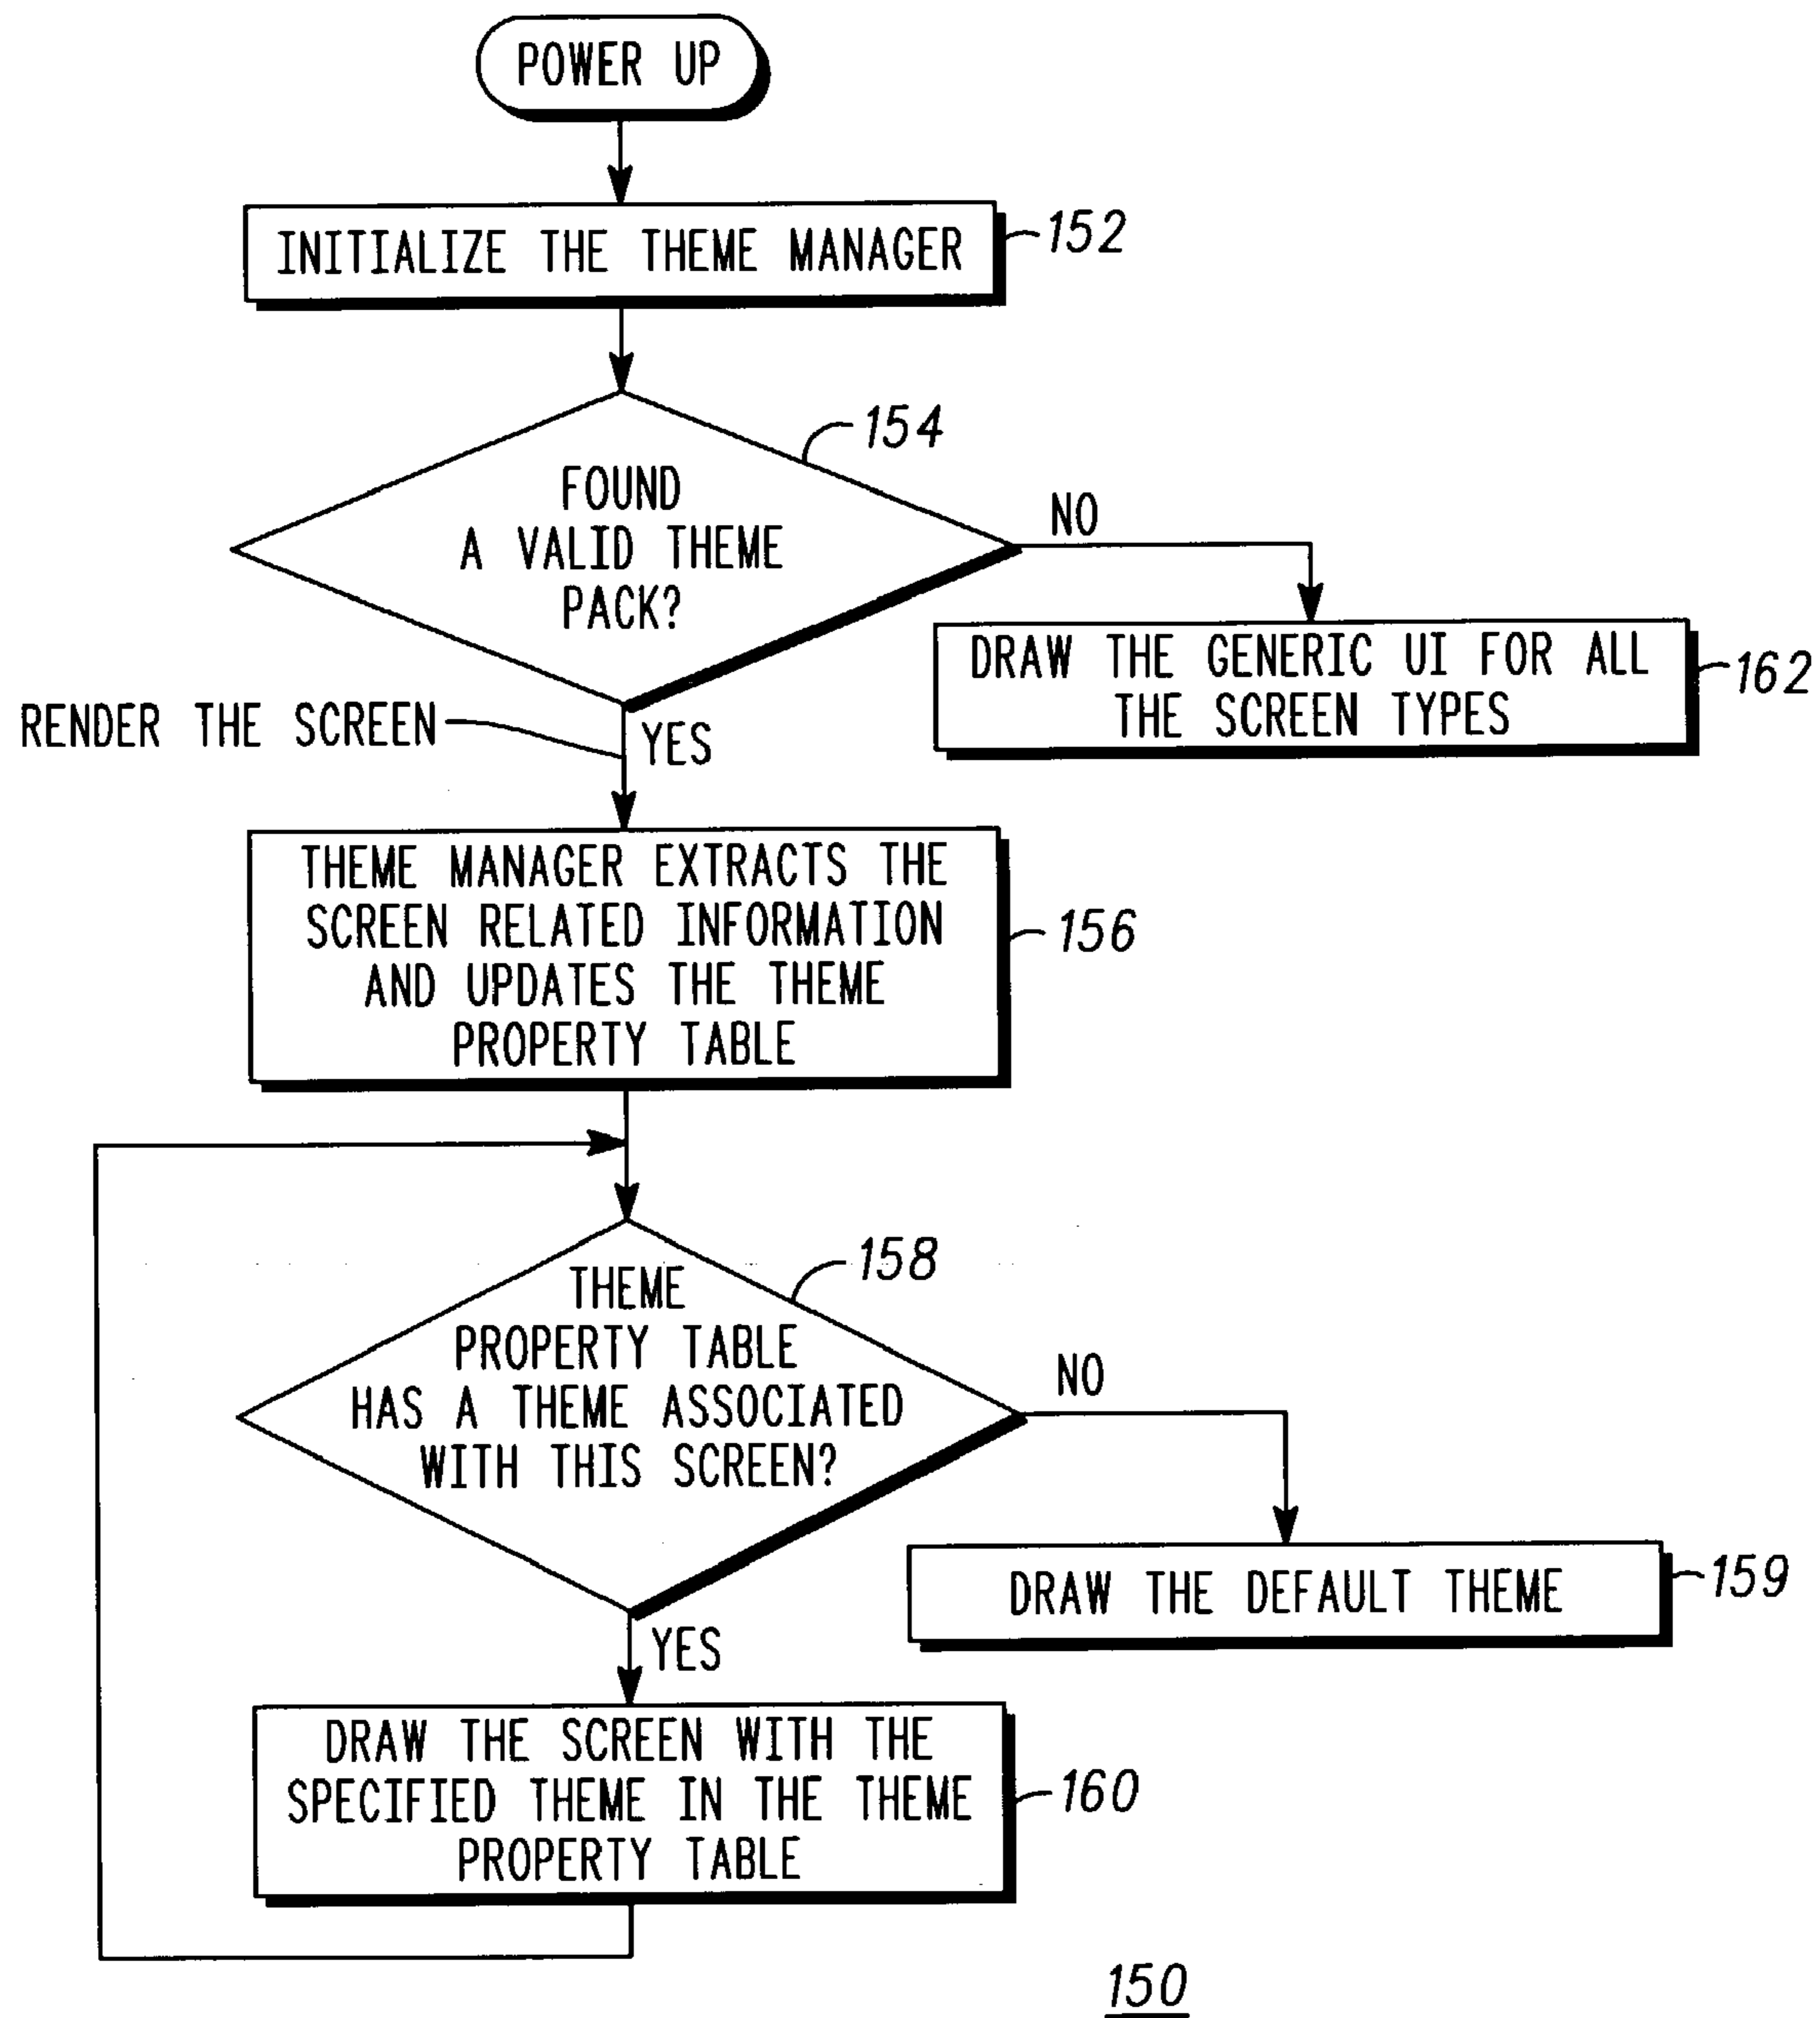 POWER UP
INITIALIZE THE THEME MANAGER
152
154
FOUND
A VALID THEME
PACK?
NO
DRAW THE GENERIC UI FOR ALL
THE SCREEN TYPES
162
RENDER THE SCREEN
YES
THEME MANAGER EXTRACTS THE
SCREEN RELATED INFORMATION
AND UPDATES THE THEME
PROPERTY TABLE
156
158
THEME
PROPERTY TABLE
HAS A THEME ASSOCIATED
WITH THIS SCREEN?
NO
DRAW THE DEFAULT THEME
159
YES
DRAW THE SCREEN WITH THE
SPECIFIED THEME IN THE THEME
PROPERTY TABLE
160
150